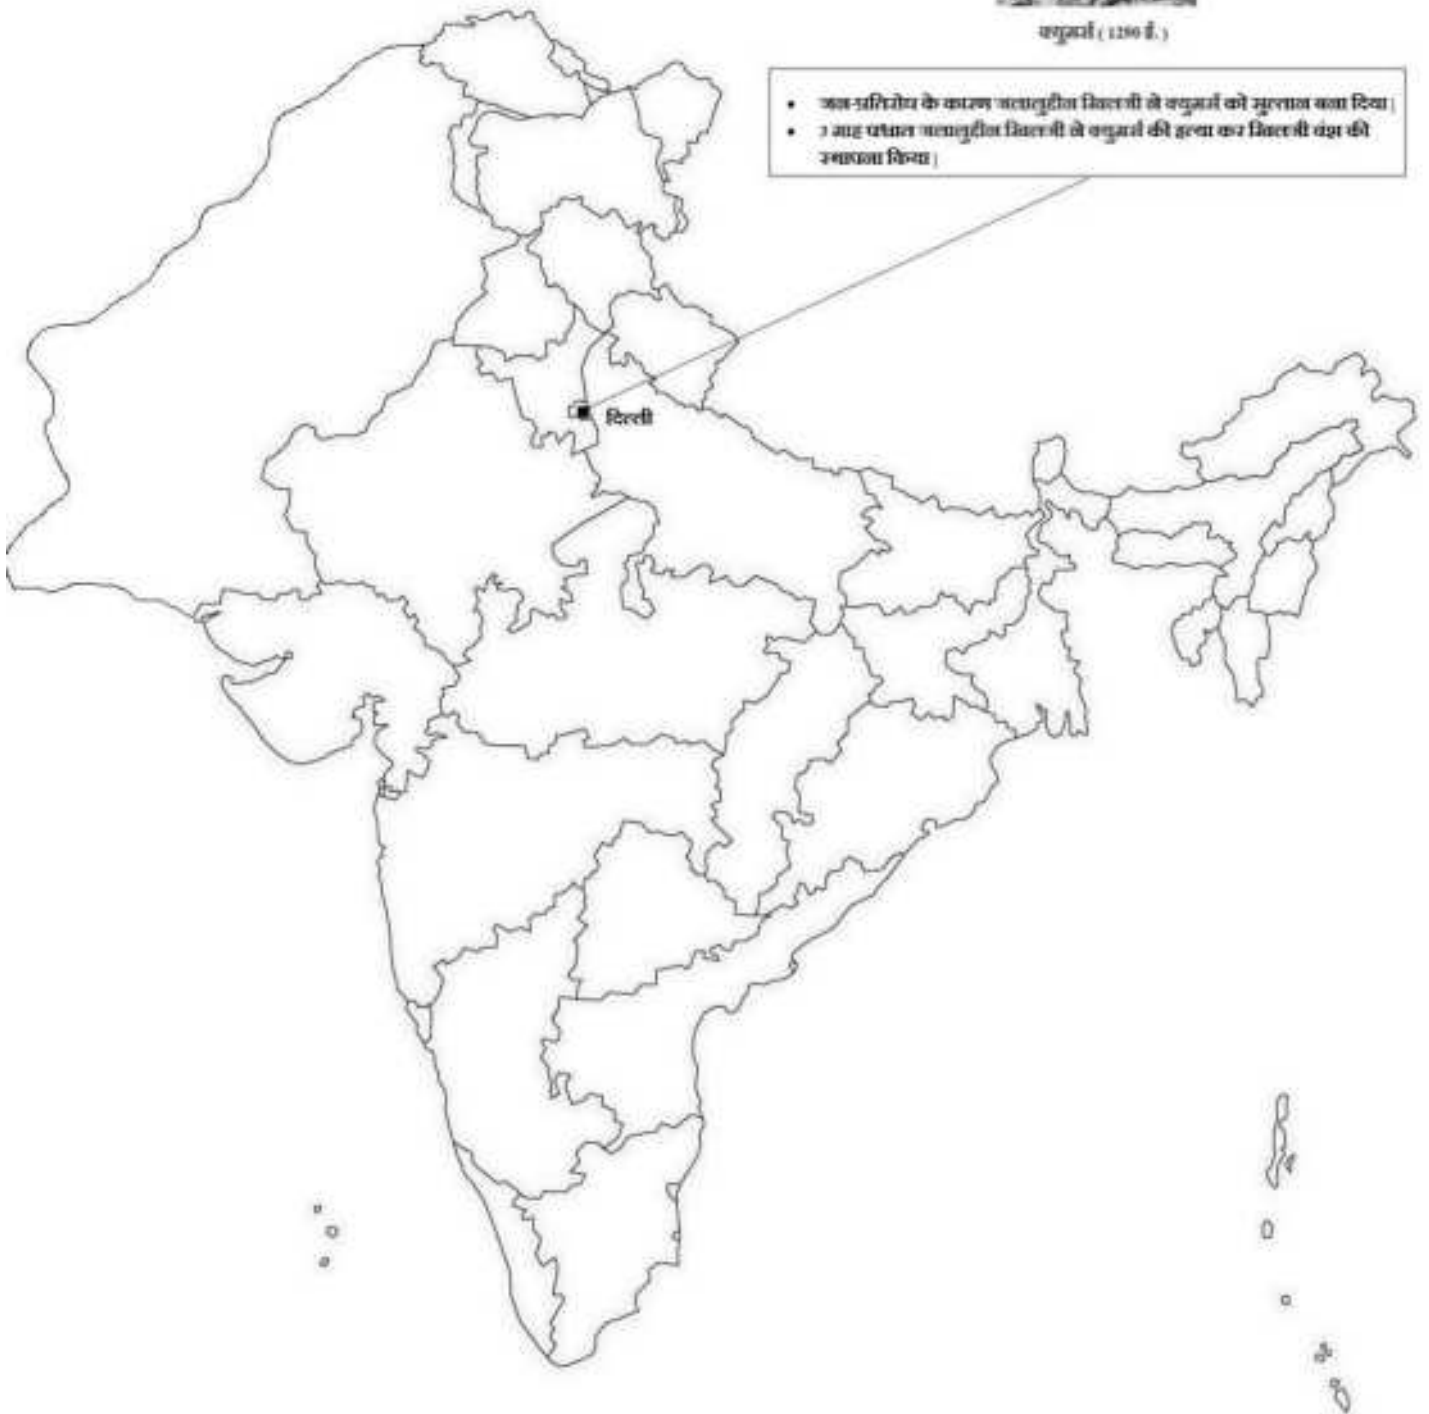 क्युमर्स ( 1290 ई. )
• जन-प्रतिरोध के कारण जलालुद्दीन खिलजी ने क्युमर्स को सुल्तान बना दिया |
• 3 माह पश्चात जलालुद्दीन खिलजी ने क्युमर्स की हत्या कर खिलजी वंश की
स्थापना किया |
दिल्ली